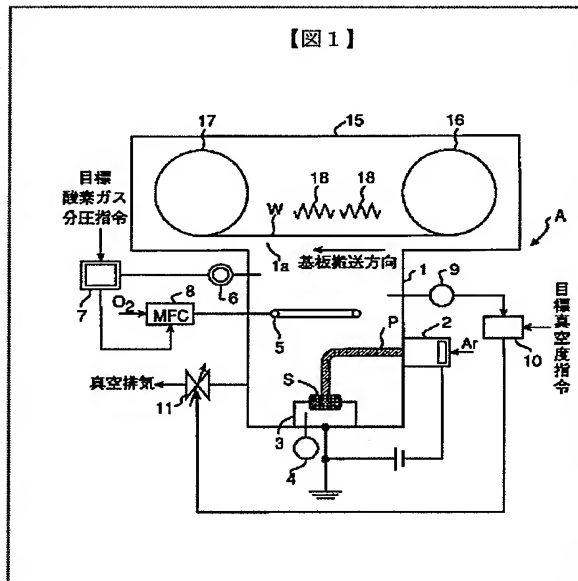 【図1】
17
15
16
目標
酸素ガス
分圧指令
18
18
W
A
1a
基板搬送方向
1
9
7
6
O2
8
MFC
5
P
2
Ar
目標真空度指令
10
真空排気
11
S
3
4